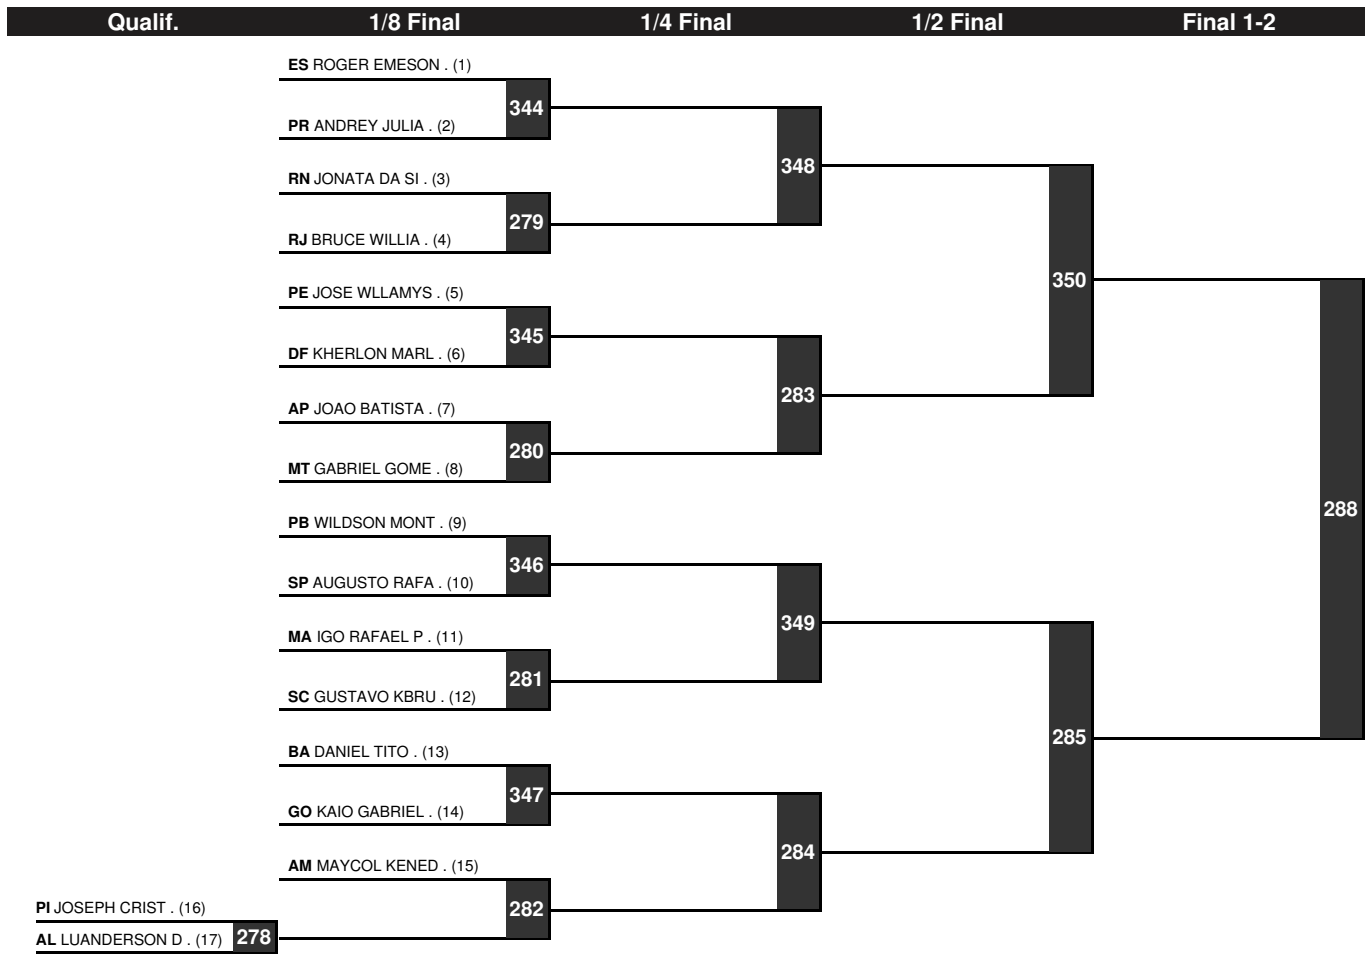 Qualif. 1/8 Final 1/4 Final 1/2 Final Final 1-2
ES ROGER EMESON . (1)
344
PR ANDREY JULIA . (2)
348
RN JONATA DA SI . (3)
279
RJ BRUCE WILLIA . (4)
350
PE JOSE WLLAMYS . (5)
345
DF KHERLON MARL . (6)
283
AP JOAO BATISTA . (7)
280
MT GABRIEL GOME . (8)
288
PB WILDSON MONT . (9)
346
SP AUGUSTO RAFA . (10)
349
MA IGO RAFAEL P . (11)
281
SC GUSTAVO KBRU . (12)
285
BA DANIEL TITO . (13)
347
GO KAIO GABRIEL . (14)
284
AM MAYCOL KENED . (15)
282
PI JOSEPH CRIST . (16)
AL LUANDERSON D . (17) 278